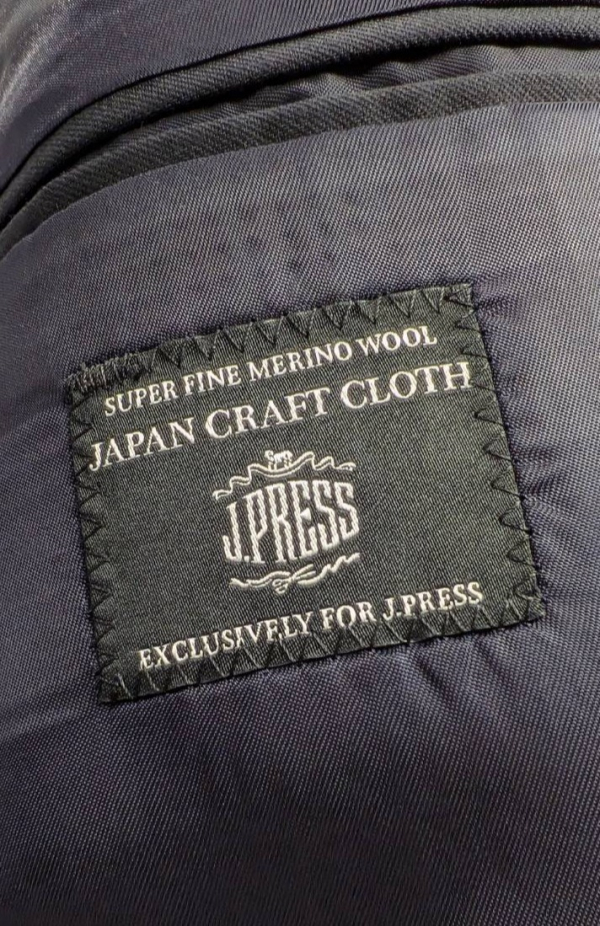 SUPER FINE MERINO WOOL
JAPAN CRAFT CLOTH
J.PRESS
EXCLUSIVELY FOR J.PRESS